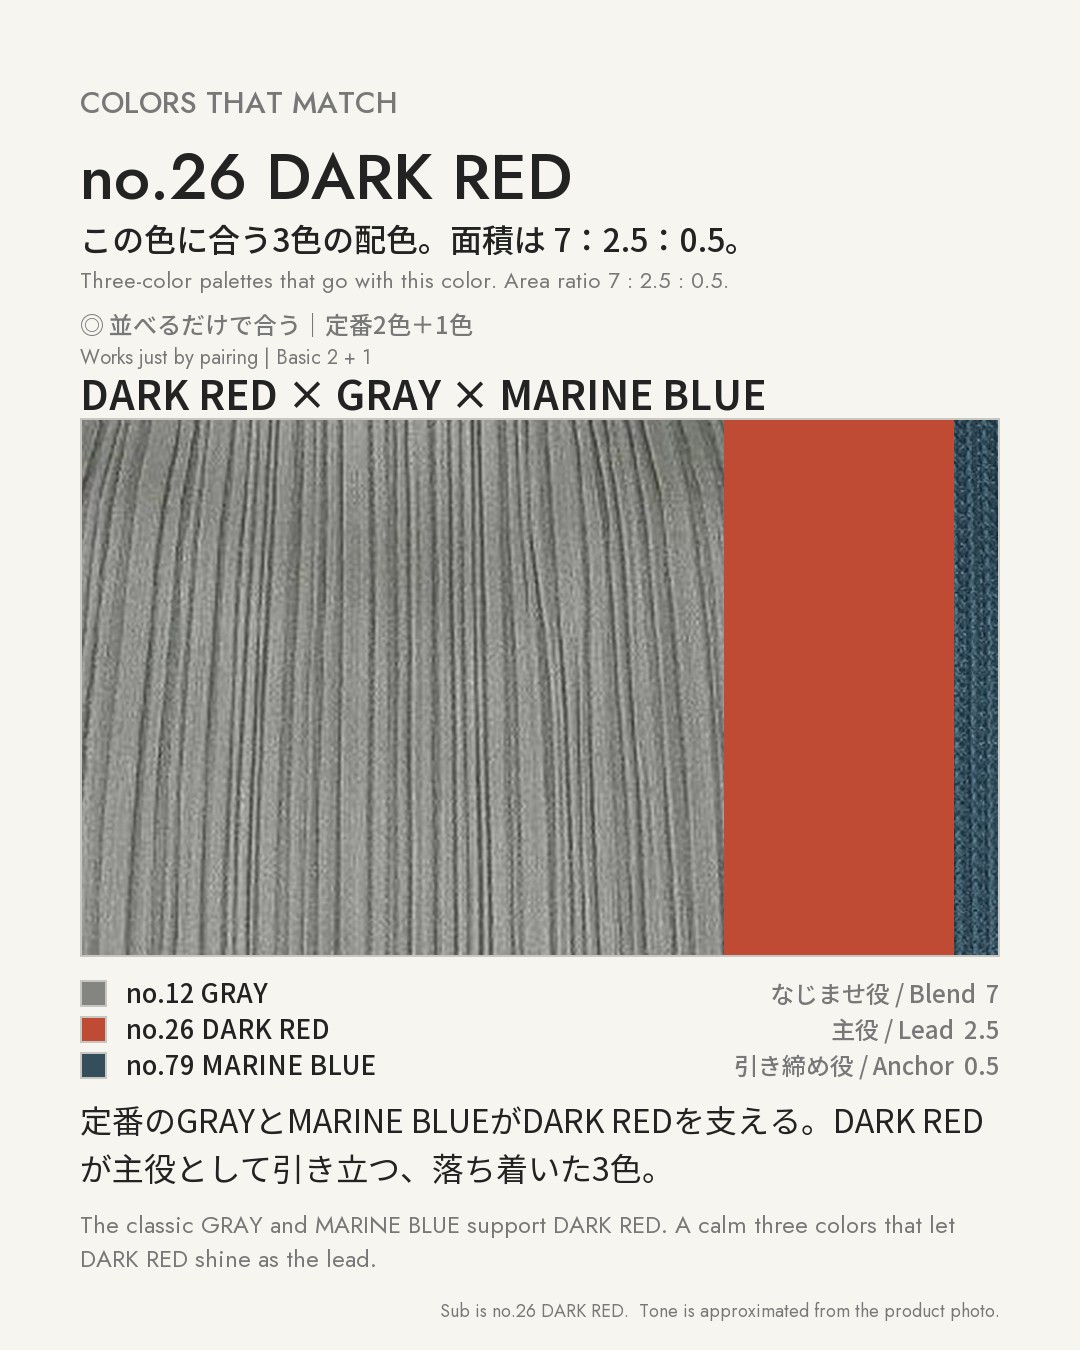 COLORS THAT MATCH
no.26 DARK RED
この色に合う3色の配色。面積は 7：2.5：0.5。
Three-color palettes that go with this color. Area ratio 7 : 2.5 : 0.5.
◎ 並べるだけで合う｜定番2色＋1色
Works just by pairing | Basic 2 + 1
DARK RED × GRAY × MARINE BLUE
no.12 GRAY なじませ役 / Blend 7
no.26 DARK RED 主役 / Lead 2.5
no.79 MARINE BLUE 引き締め役 / Anchor 0.5
定番のGRAYとMARINE BLUEがDARK REDを支える。DARK RED
が主役として引き立つ、落ち着いた3色。
The classic GRAY and MARINE BLUE support DARK RED. A calm three colors that let
DARK RED shine as the lead.
Sub is no.26 DARK RED. Tone is approximated from the product photo.